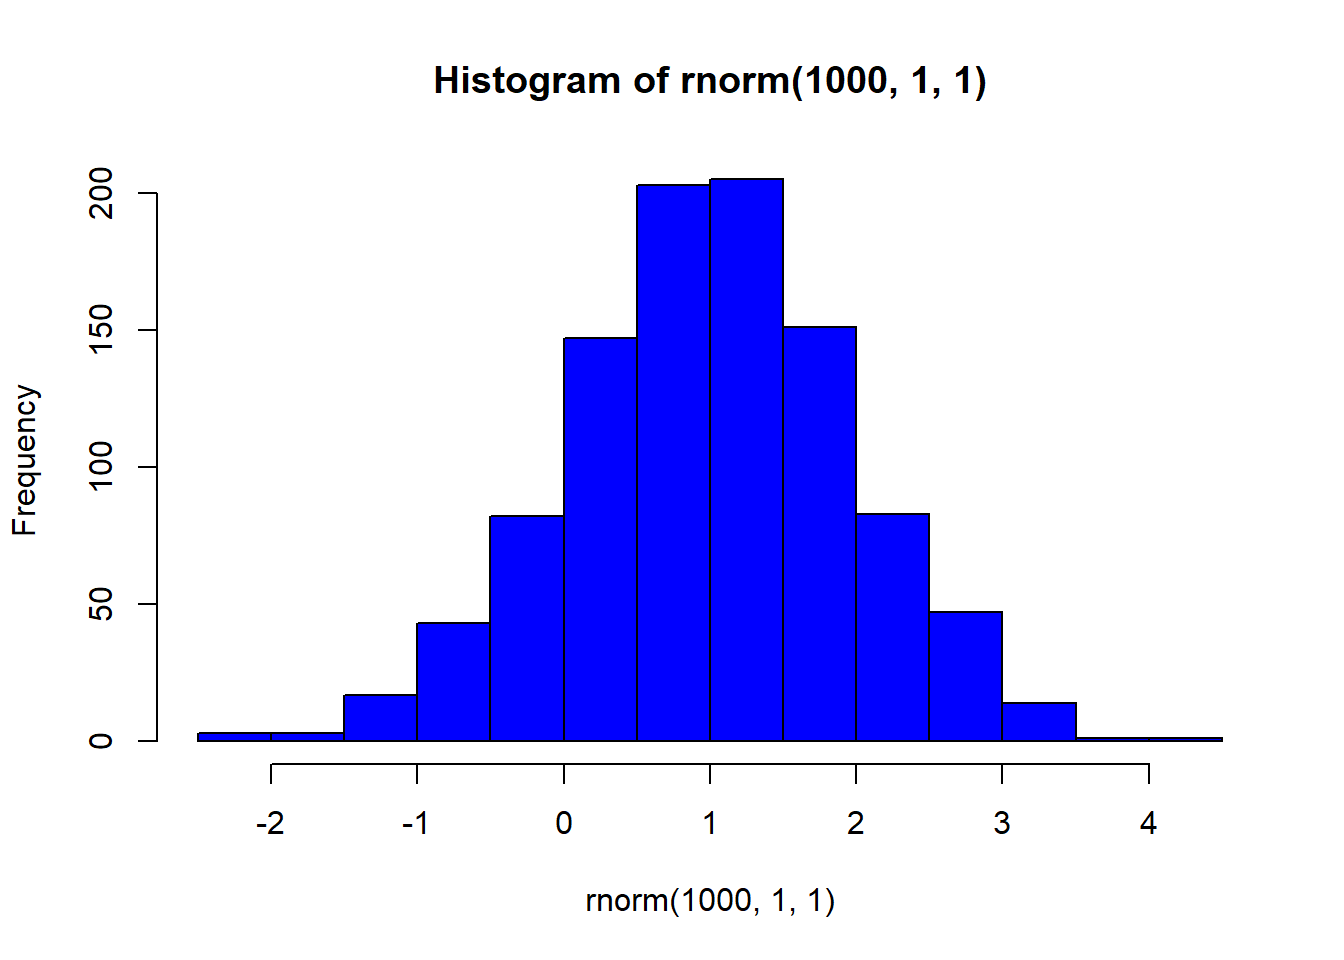 Histogram of rnorm(1000, 1, 1)
Frequency
200
150
100
50
0
-2 -1 0 1 2 3 4
rnorm(1000, 1, 1)